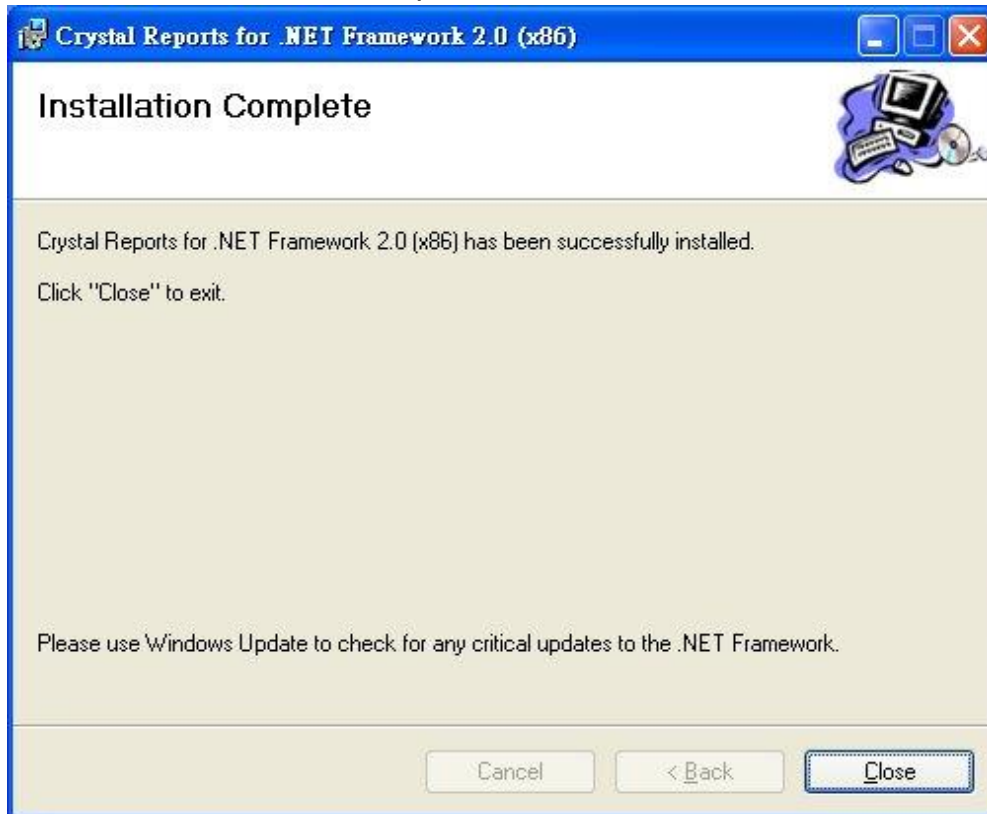 Crystal Reports for .NET Framework 2.0 (x86)
Installation Complete
Crystal Reports for .NET Framework 2.0 (x86) has been successfully installed.
Click "Close" to exit.
Please use Windows Update to check for any critical updates to the .NET Framework.
Cancel
< Back
Close